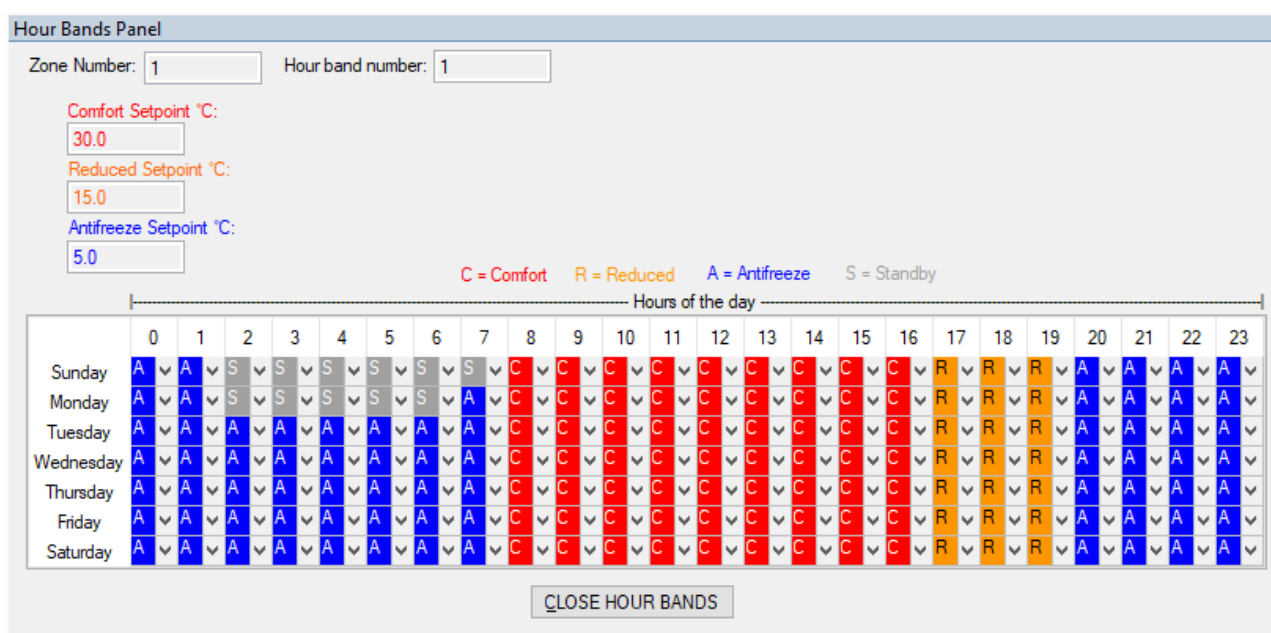 Hour Bands Panel
Zone Number: 1 Hour band number: 1
Comfort Setpoint °C:
30.0
Reduced Setpoint °C:
15.0
Antifreeze Setpoint °C:
5.0
C = Comfort R = Reduced A = Antifreeze S = Standby
Hours of the day
0 1 2 3 4 5 6 7 8 9 10 11 12 13 14 15 16 17 18 19 20 21 22 23
Sunday A A S S S S S S C C C C C C C C C R R R A A A A
Monday A A S S S S S A C C C C C C C C C R R R A A A A
Tuesday A A A A A A A A C C C C C C C C C R R R A A A A
Wednesday A A A A A A A A C C C C C C C C C R R R A A A A
Thursday A A A A A A A A C C C C C C C C C R R R A A A A
Friday A A A A A A A A C C C C C C C C C R R R A A A A
Saturday A A A A A A A A C C C C C C C C C R R R A A A A
CLOSE HOUR BANDS